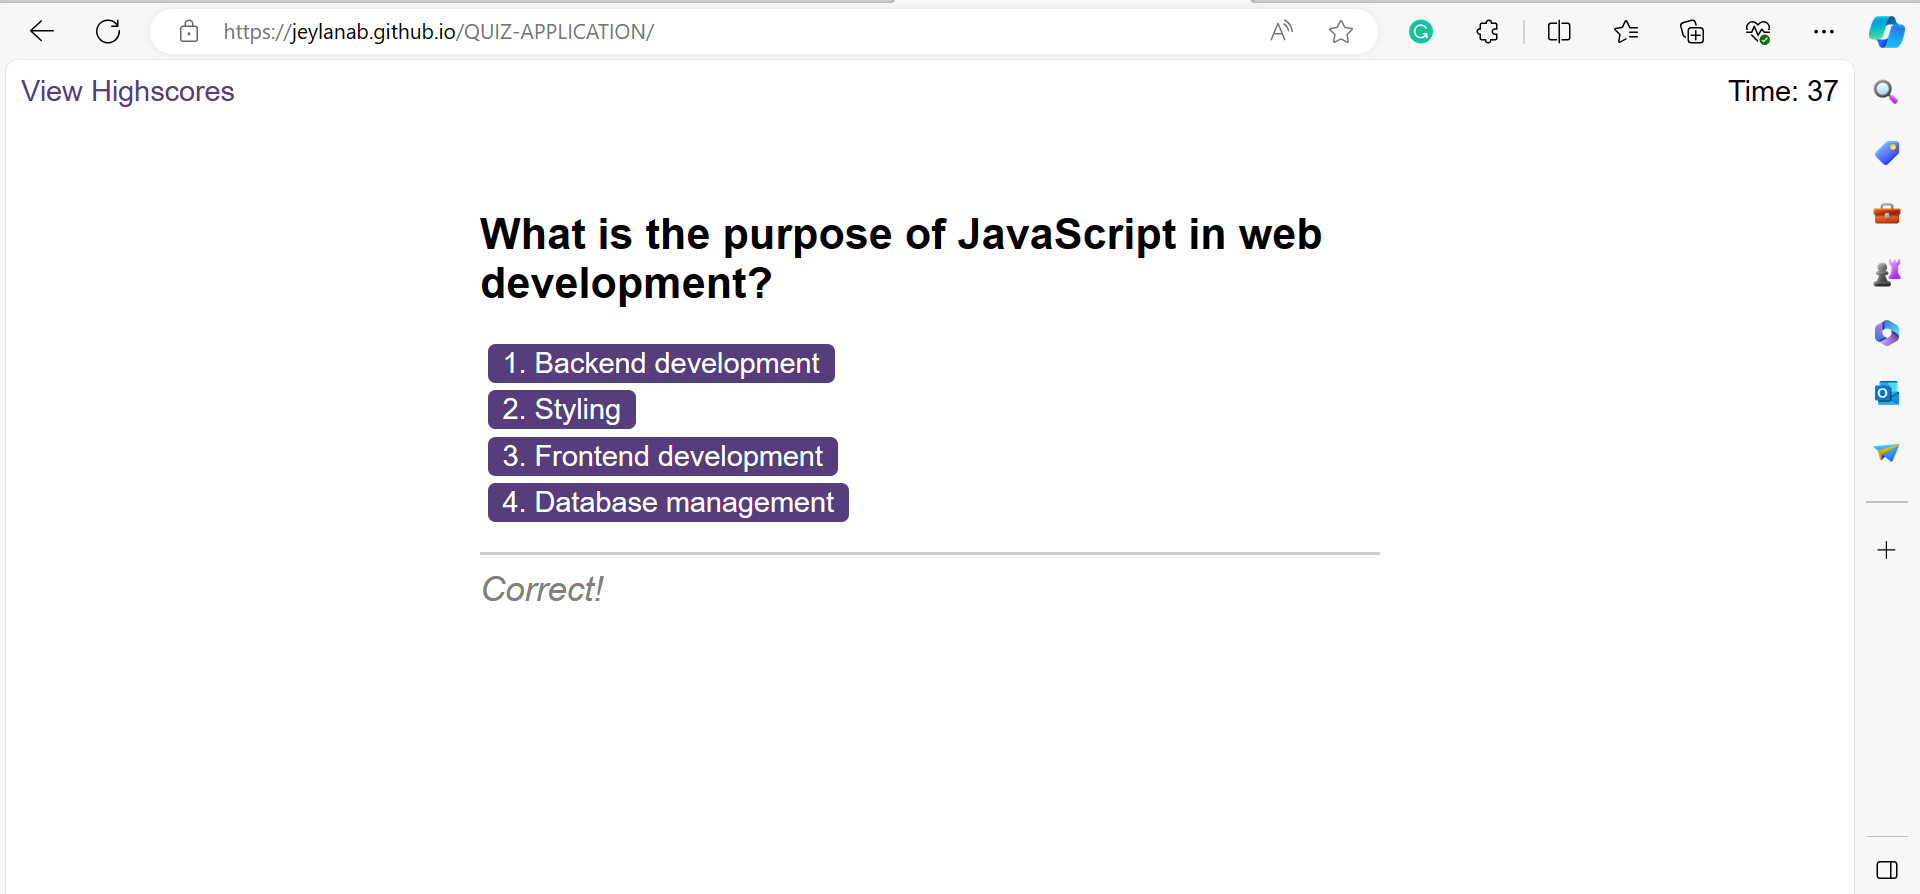 https://jeylanab.github.io/QUIZ-APPLICATION/
View Highscores
Time: 37
What is the purpose of JavaScript in web
development?
1. Backend development
2. Styling
3. Frontend development
4. Database management
Correct!